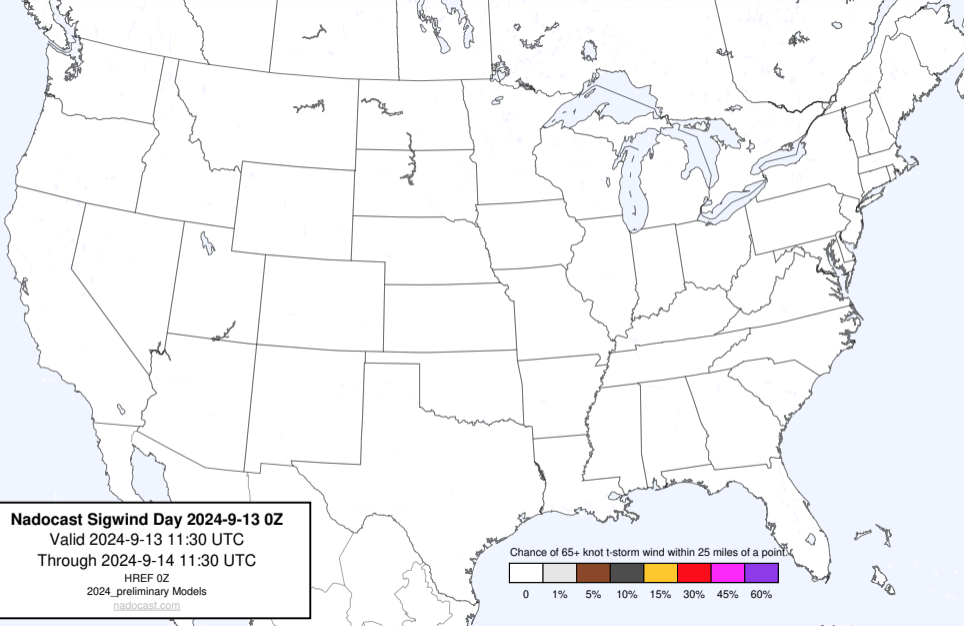 Nadocast Sigwind Day 2024-9-13 0Z
Valid 2024-9-13 11:30 UTC
Through 2024-9-14 11:30 UTC
HREF 0Z
2024_preliminary Models
nadocast.com
Chance of 65+ knot t-storm wind within 25 miles of a point.
0 1% 5% 10% 15% 30% 45% 60%